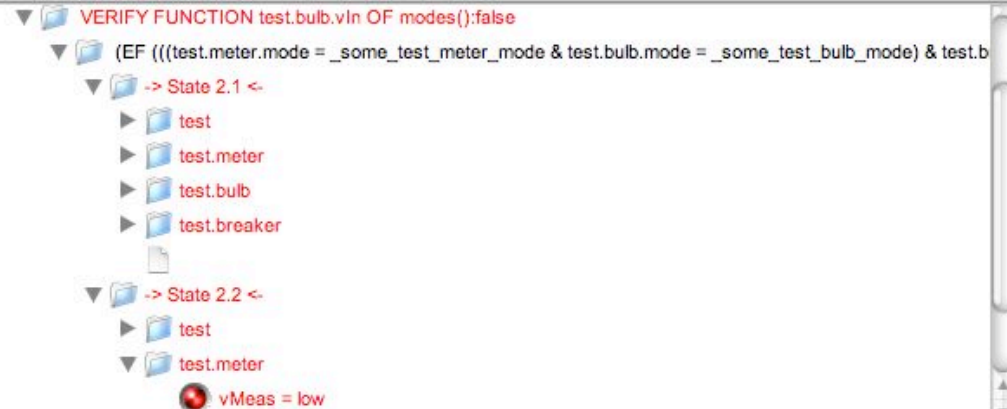 VERIFY FUNCTION test.bulb.vIn OF modes():false
(EF (((test.meter.mode = _some_test_meter_mode & test.bulb.mode = _some_test_bulb_mode) & test.b
-> State 2.1 <-
test
test.meter
test.bulb
test.breaker
-> State 2.2 <-
test
test.meter
vMeas = low